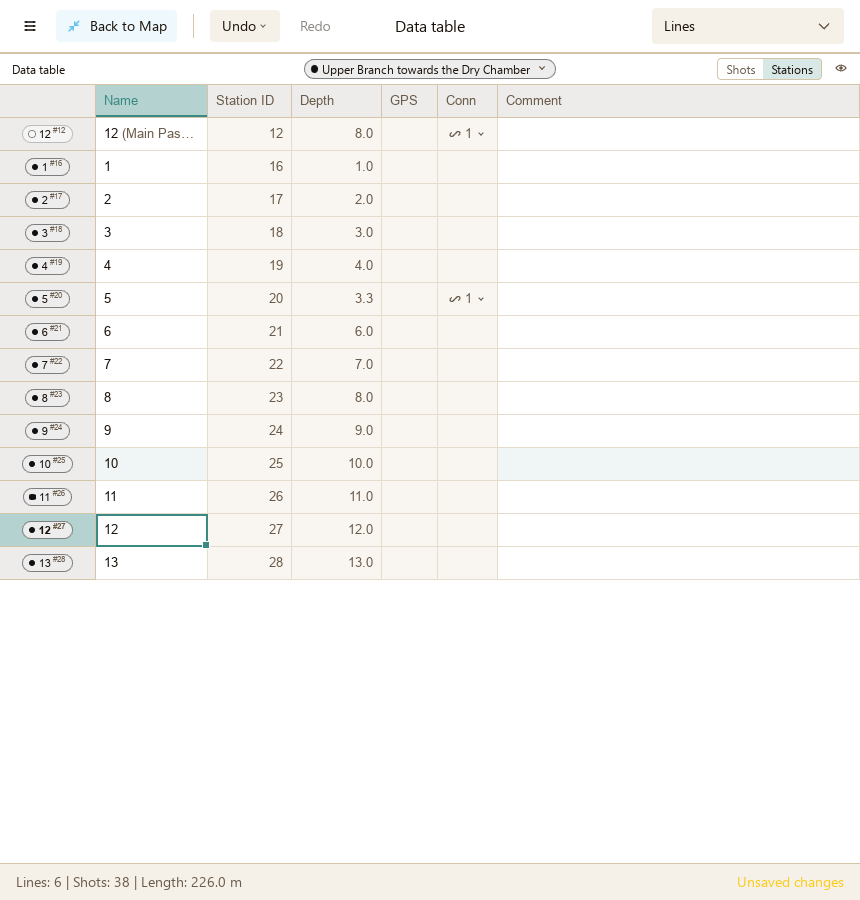 Back to Map
Undo
Redo
Data table
Lines
Data table
Upper Branch towards the Dry Chamber
Shots
Stations
Name Station ID Depth GPS Conn Comment
12 #12 12 (Main Pas… 12 8.0 1
1 #16 1 16 1.0
2 #17 2 17 2.0
3 #18 3 18 3.0
4 #19 4 19 4.0
5 #20 5 20 3.3 1
6 #21 6 21 6.0
7 #22 7 22 7.0
8 #23 8 23 8.0
9 #24 9 24 9.0
10 #25 10 25 10.0
11 #26 11 26 11.0
12 #27 12 27 12.0
13 #28 13 28 13.0
Lines: 6 | Shots: 38 | Length: 226.0 m
Unsaved changes